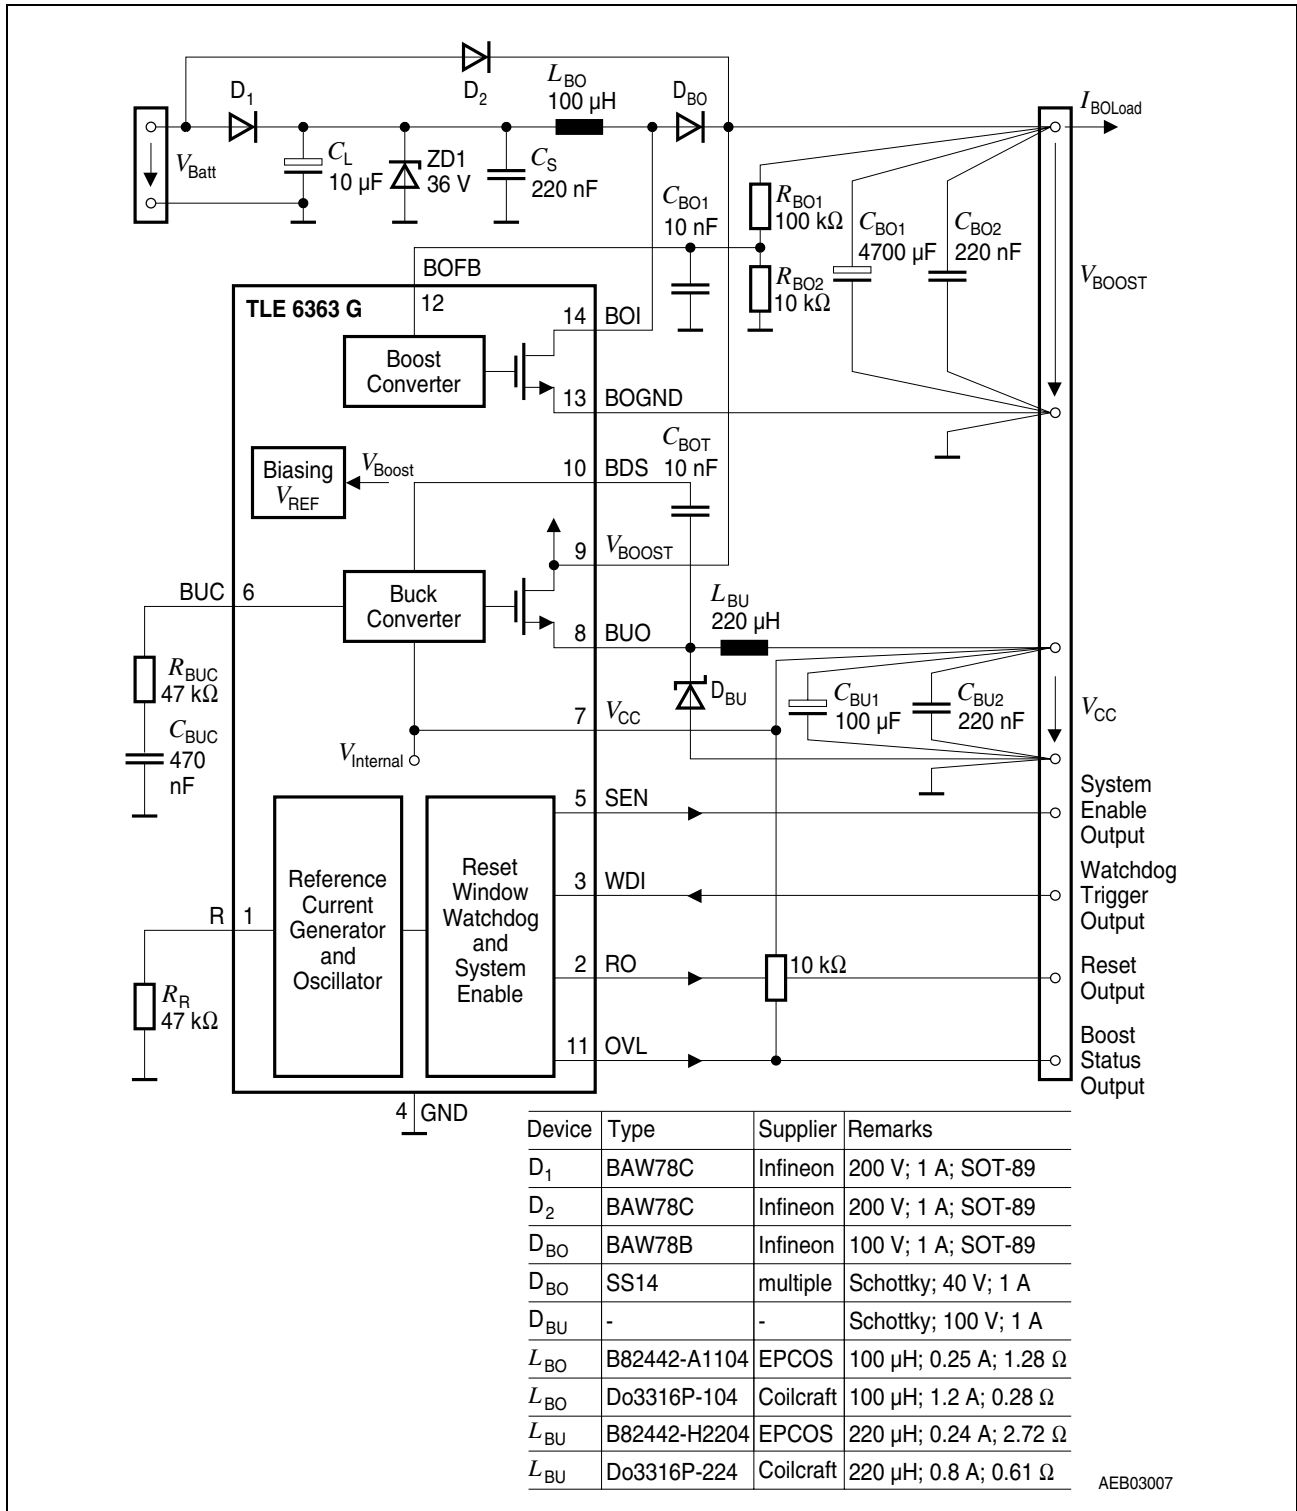 D2
D1
LBO
100 µH
DBO
IBOLoad
VBatt
CL
10 µF
ZD1
36 V
CS
220 nF
CBO1
10 nF
RBO1
100 kΩ
CBO1
4700 µF
CBO2
220 nF
RBO2
10 kΩ
VBOOST
BOFB
12
TLE 6363 G
14 BOI
Boost
Converter
13 BOGND
CBOT
10 nF
10 BDS
Biasing
VREF
VBoost
9 VBOOST
BUC 6
Buck
Converter
LBU
220 µH
8 BUO
RBUC
47 kΩ
DBU
CBU1
100 µF
CBU2
220 nF
VCC
7 VCC
CBUC
470
nF
VInternal
5 SEN
System
Enable
Output
Reference
Current
Generator
and
Oscillator
Reset
Window
Watchdog
and
System
Enable
3 WDI
Watchdog
Trigger
Output
R 1
2 RO
10 kΩ
Reset
Output
RR
47 kΩ
11 OVL
Boost
Status
Output
4 GND
Device Type Supplier Remarks
D1 BAW78C Infineon 200 V; 1 A; SOT-89
D2 BAW78C Infineon 200 V; 1 A; SOT-89
DBO BAW78B Infineon 100 V; 1 A; SOT-89
DBO SS14 multiple Schottky; 40 V; 1 A
DBU - - Schottky; 100 V; 1 A
LBO B82442-A1104 EPCOS 100 µH; 0.25 A; 1.28 Ω
LBO Do3316P-104 Coilcraft 100 µH; 1.2 A; 0.28 Ω
LBU B82442-H2204 EPCOS 220 µH; 0.24 A; 2.72 Ω
LBU Do3316P-224 Coilcraft 220 µH; 0.8 A; 0.61 Ω
AEB03007